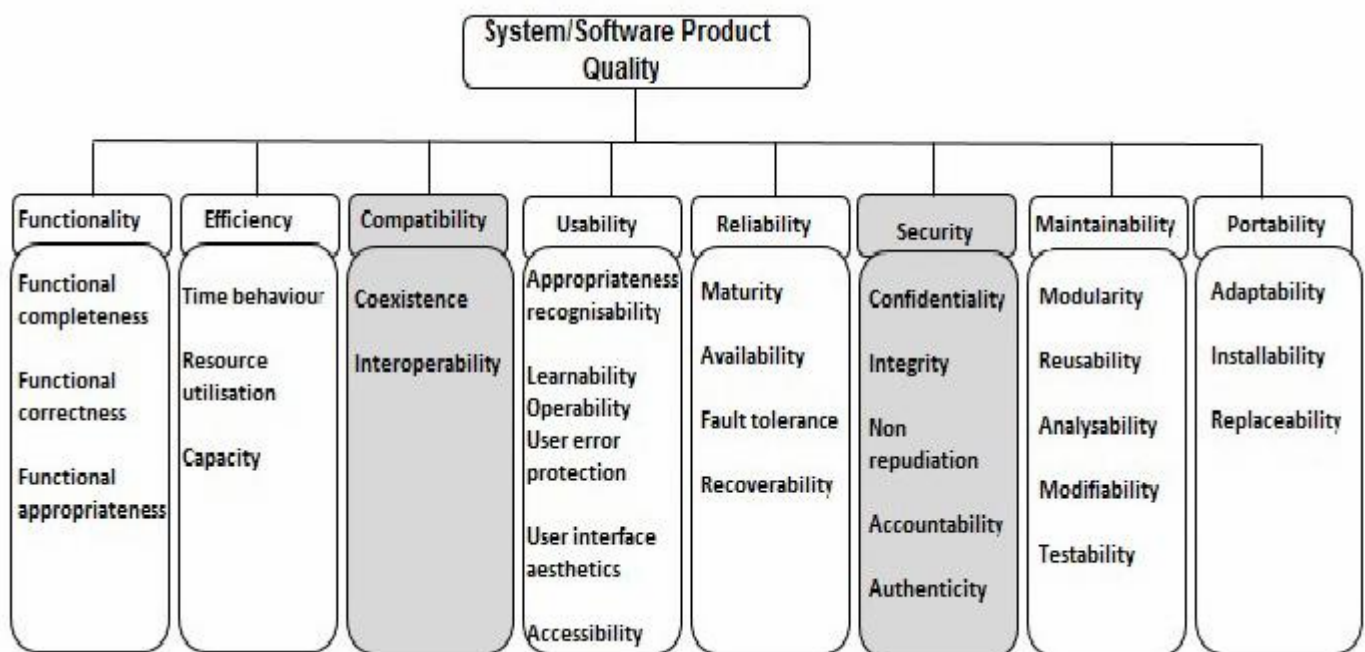 System/Software Product
Quality
Functionality
Functional
completeness
Functional
correctness
Functional
appropriateness
Efficiency
Time behaviour
Resource
utilisation
Capacity
Compatibility
Coexistence
Interoperability
Usability
Appropriateness
recognisability
Learnability
Operability
User error
protection
User interface
aesthetics
Accessibility
Reliability
Maturity
Availability
Fault tolerance
Recoverability
Security
Confidentiality
Integrity
Non
repudiation
Accountability
Authenticity
Maintainability
Modularity
Reusability
Analysability
Modifiability
Testability
Portability
Adaptability
Installability
Replaceability